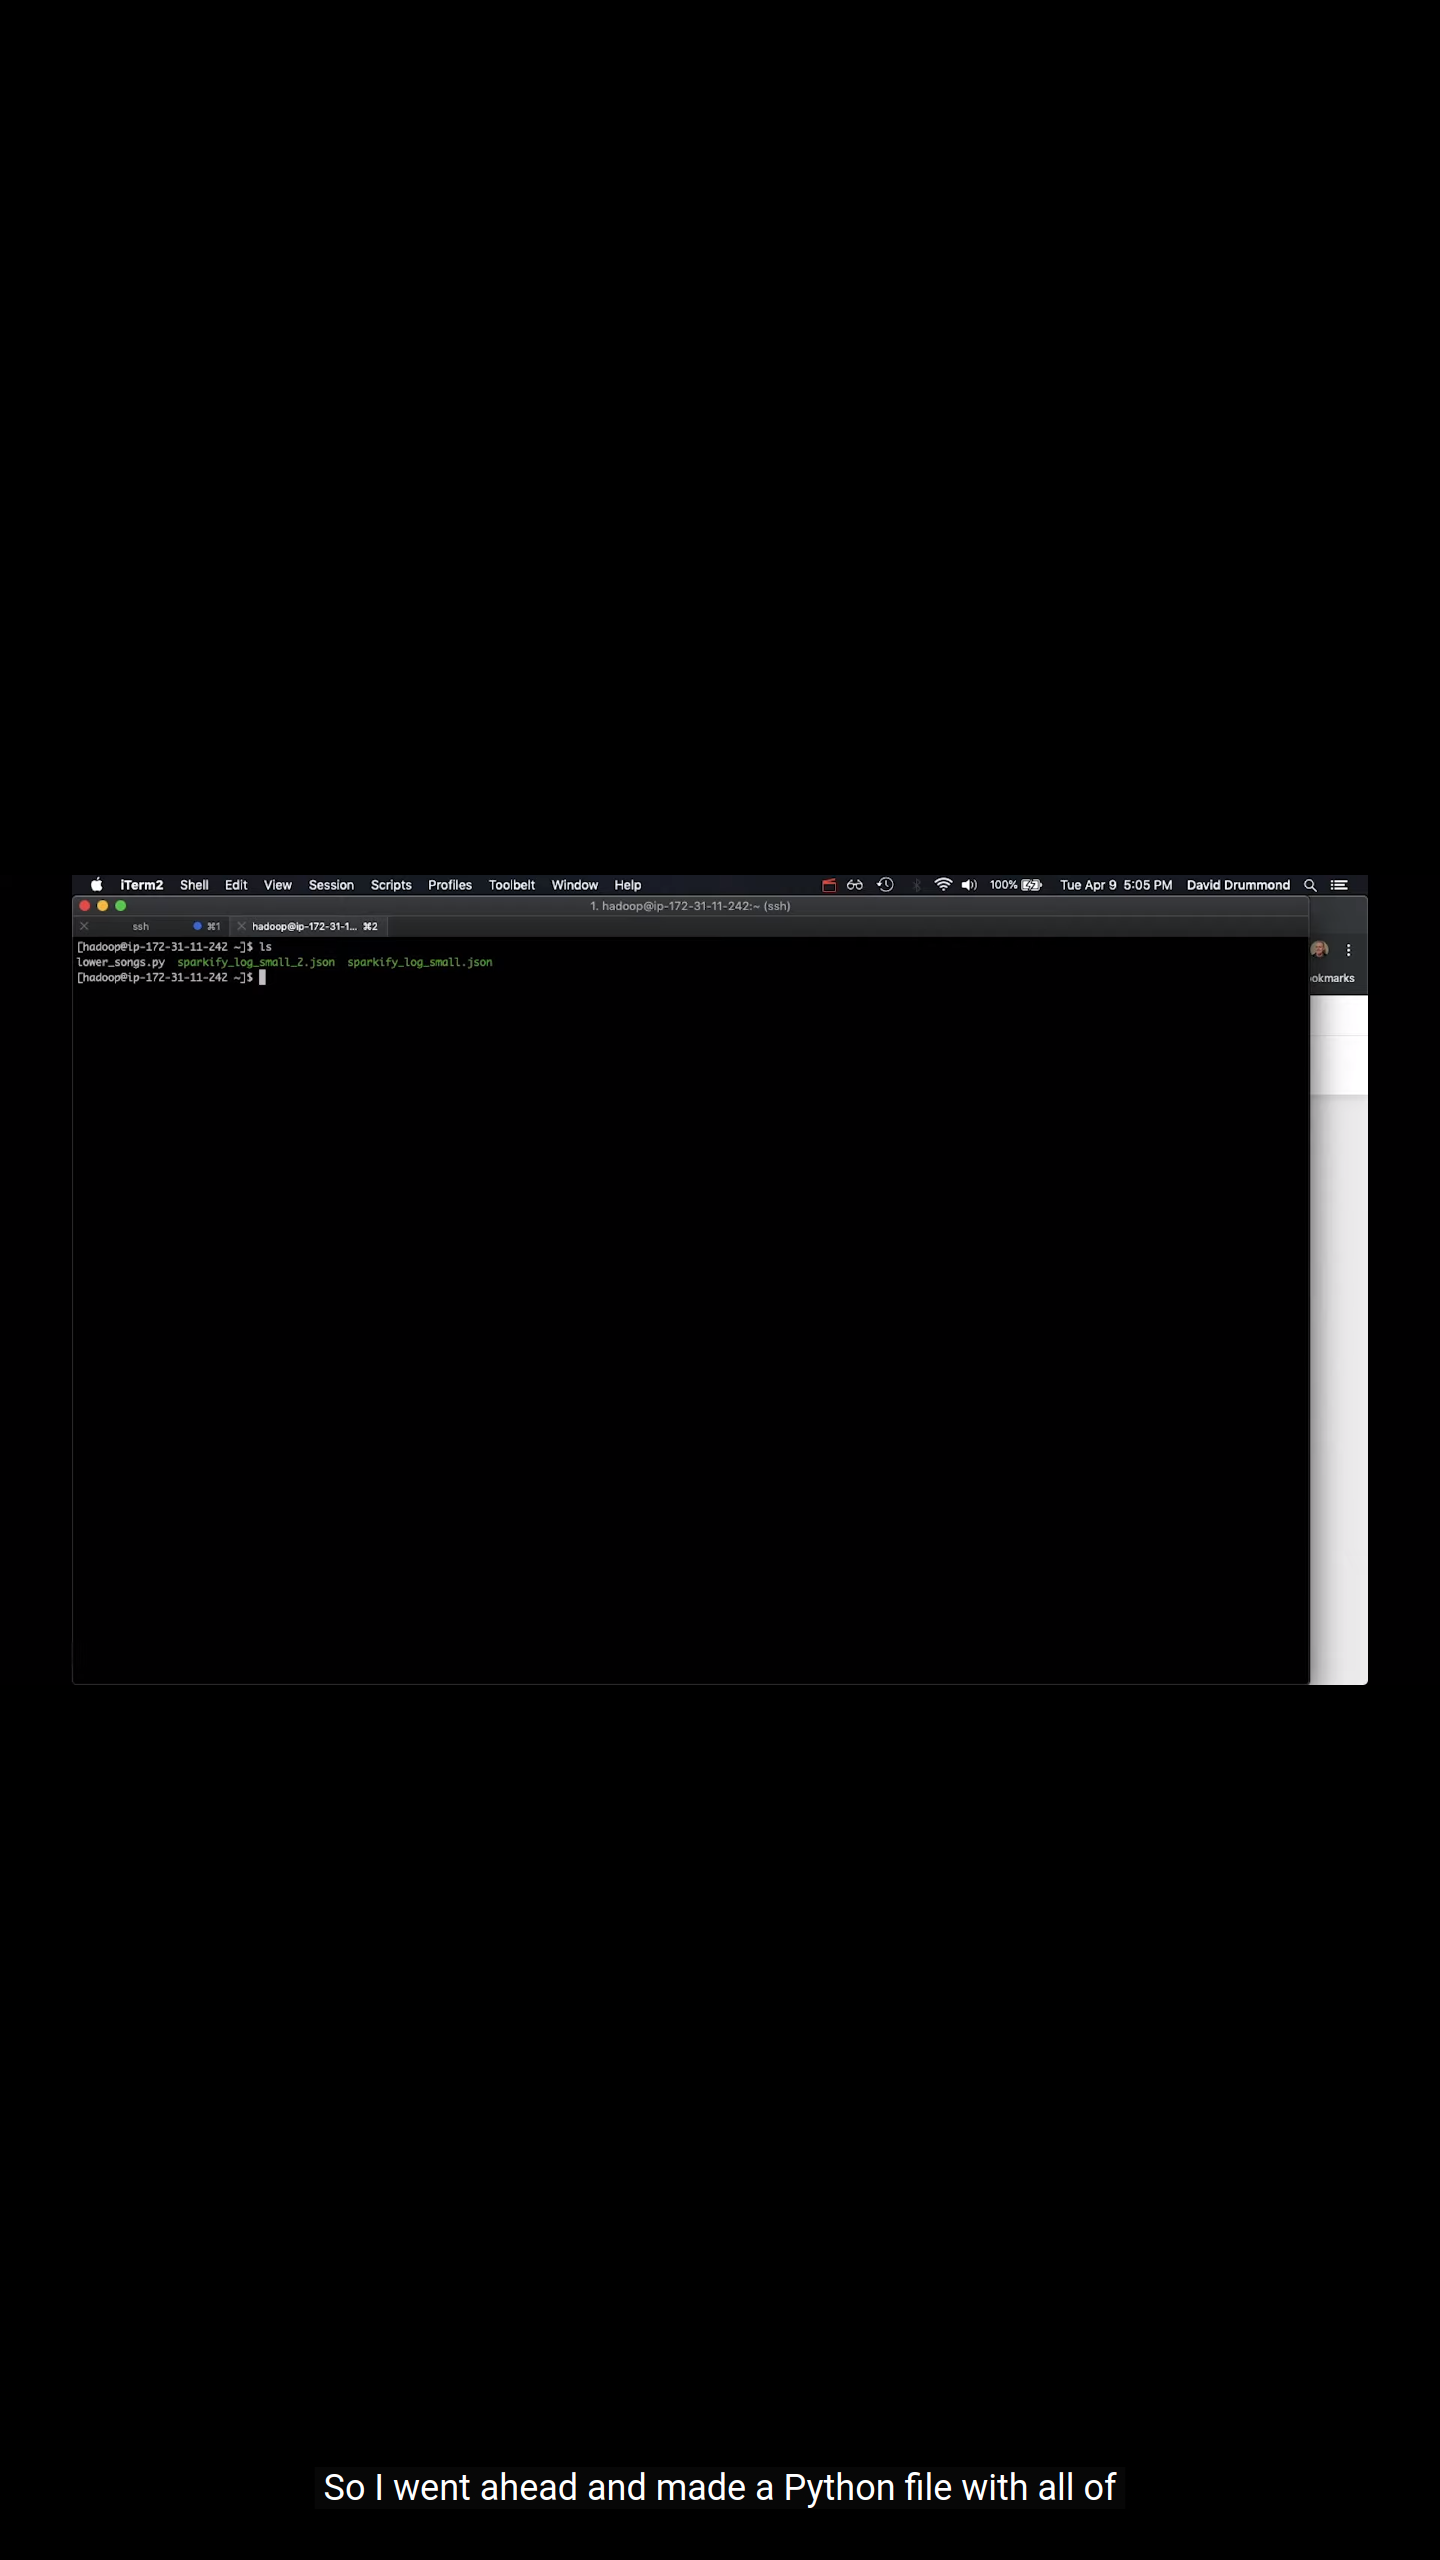 iTerm2 Shell Edit View Session Scripts Profiles Toolbelt Window Help 100% Tue Apr 9 5:05 PM David Drummond
1. hadoop@ip-172-31-11-242:~ (ssh)
ssh ⌘1 hadoop@ip-172-31-1... ⌘2
[hadoop@ip-172-31-11-242 ~]$ ls
lower_songs.py sparkify_log_small_2.json sparkify_log_small.json
[hadoop@ip-172-31-11-242 ~]$
okmarks
So I went ahead and made a Python file with all of